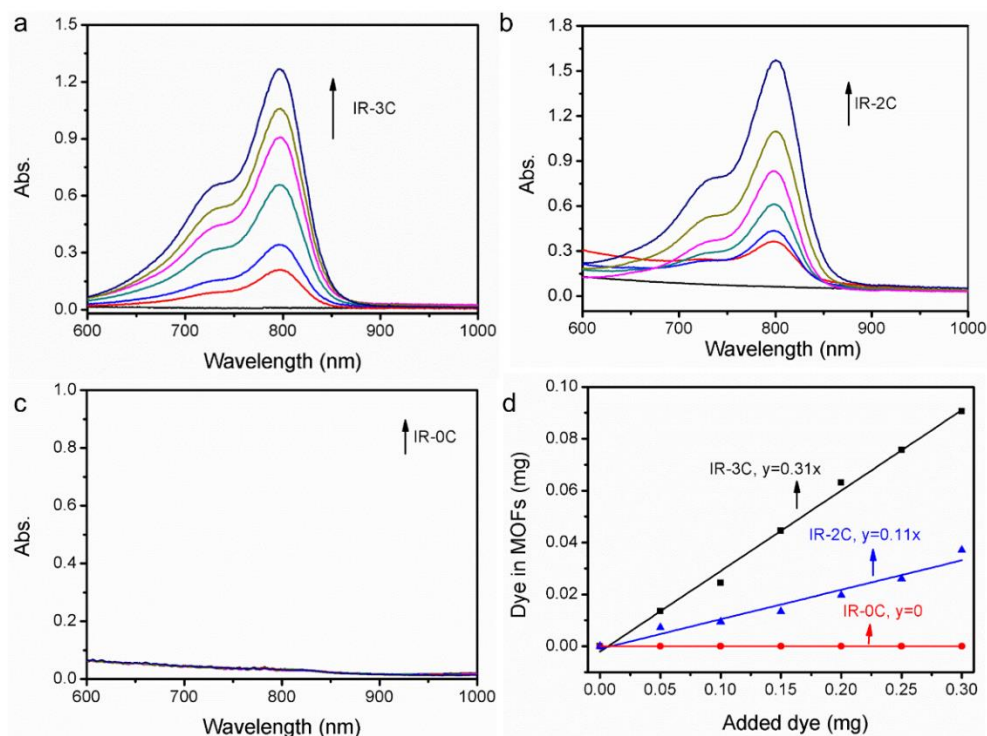 a
1.5
1.2
0.9
0.6
0.3
0.0
Abs.
IR-3C
600 700 800 900 1000
Wavelength (nm)
b
1.8
1.5
1.2
0.9
0.6
0.3
0.0
Abs.
IR-2C
600 700 800 900 1000
Wavelength (nm)
c
1.0
0.8
0.6
0.4
0.2
0.0
Abs.
IR-0C
600 700 800 900 1000
Wavelength (nm)
d
0.10
0.08
0.06
0.04
0.02
0.00
Dye in MOFs (mg)
IR-3C, y=0.31x
IR-2C, y=0.11x
IR-0C, y=0
0.00 0.05 0.10 0.15 0.20 0.25 0.30
Added dye (mg)